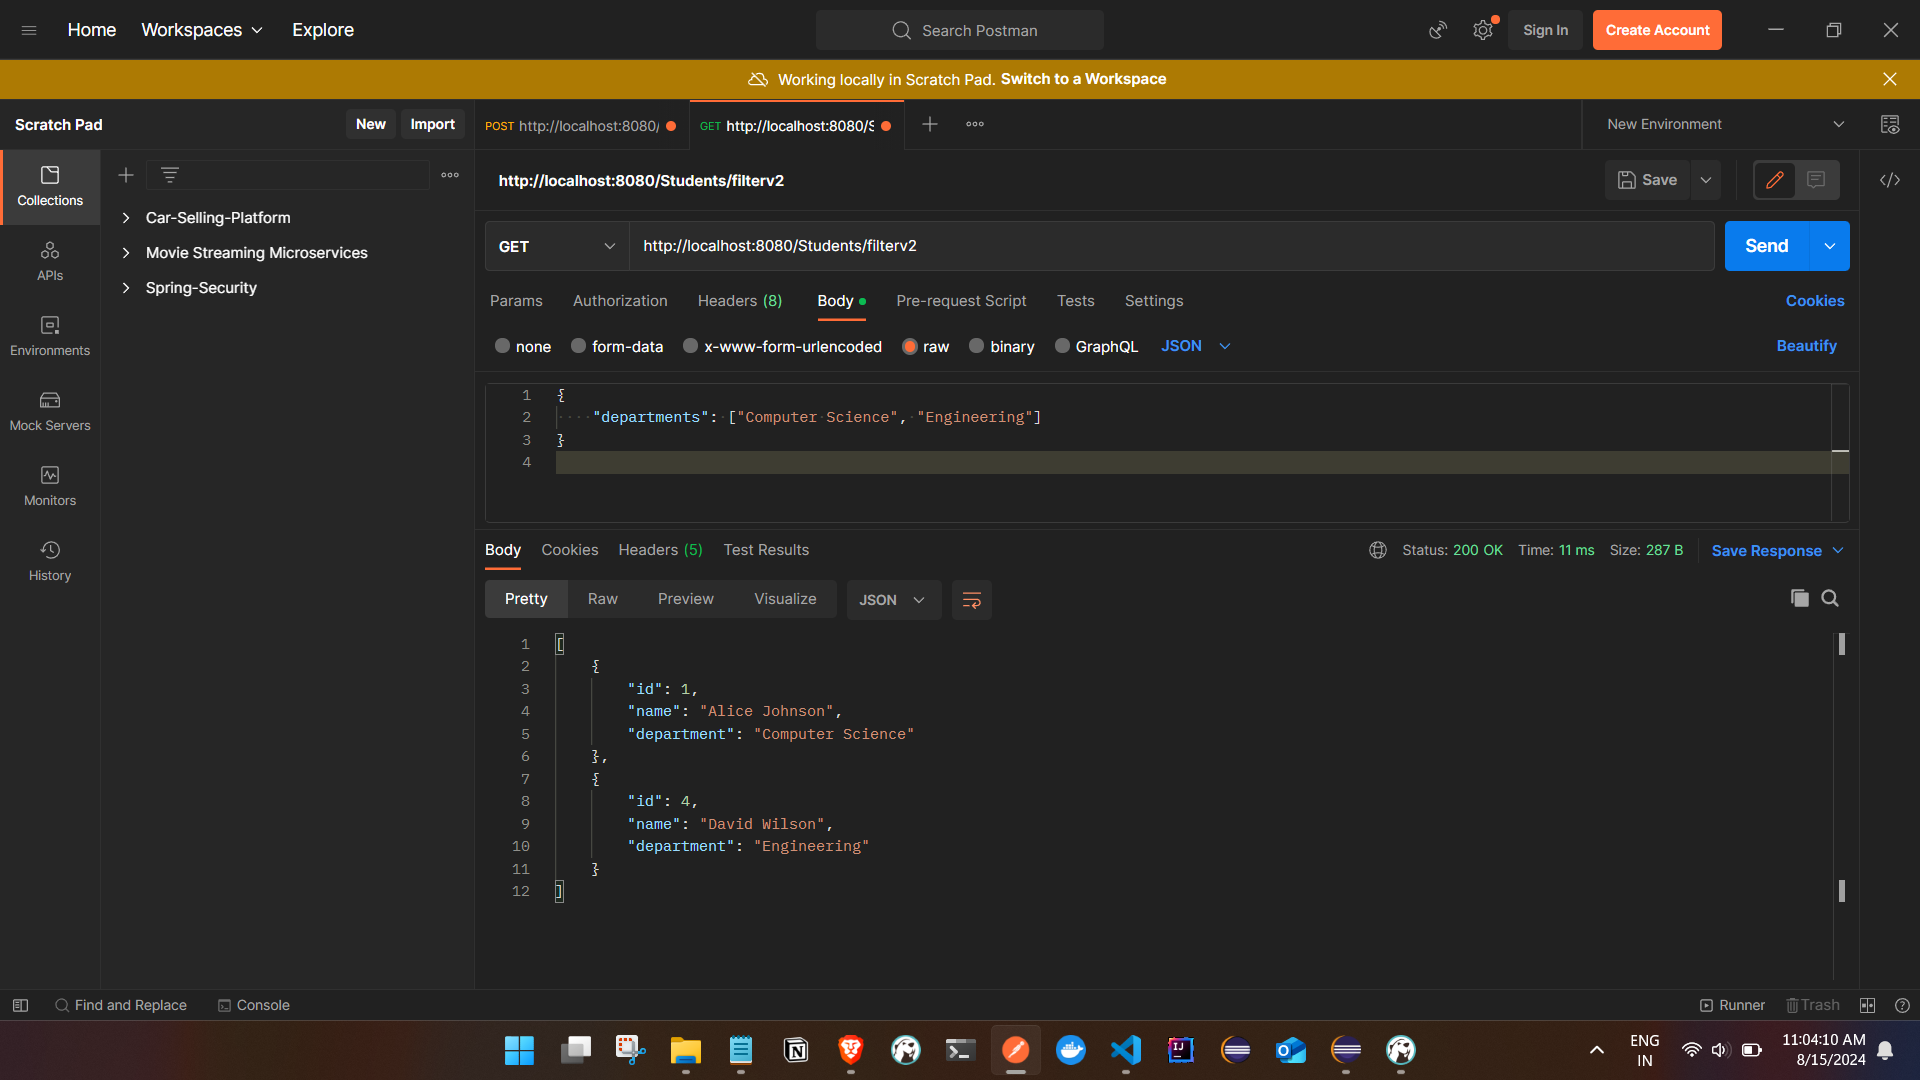 Home Workspaces Explore Search Postman Sign In Create Account
Working locally in Scratch Pad. Switch to a Workspace
Scratch Pad New Import POST http://localhost:8080/ GET http://localhost:8080/S New Environment
Collections
APIs
Environments
Mock Servers
Monitors
History
Car-Selling-Platform
Movie Streaming Microservices
Spring-Security
http://localhost:8080/Students/filterv2 Save
GET http://localhost:8080/Students/filterv2 Send
Params Authorization Headers (8) Body Pre-request Script Tests Settings Cookies
none form-data x-www-form-urlencoded raw binary GraphQL JSON Beautify
1 {
2 "departments": ["Computer Science", "Engineering"]
3 }
4
Body Cookies Headers (5) Test Results Status: 200 OK Time: 11 ms Size: 287 B Save Response
Pretty Raw Preview Visualize JSON
1 [
2 {
3 "id": 1,
4 "name": "Alice Johnson",
5 "department": "Computer Science"
6 },
7 {
8 "id": 4,
9 "name": "David Wilson",
10 "department": "Engineering"
11 }
12 ]
Find and Replace Console Runner Trash
ENG
IN
11:04:10 AM
8/15/2024